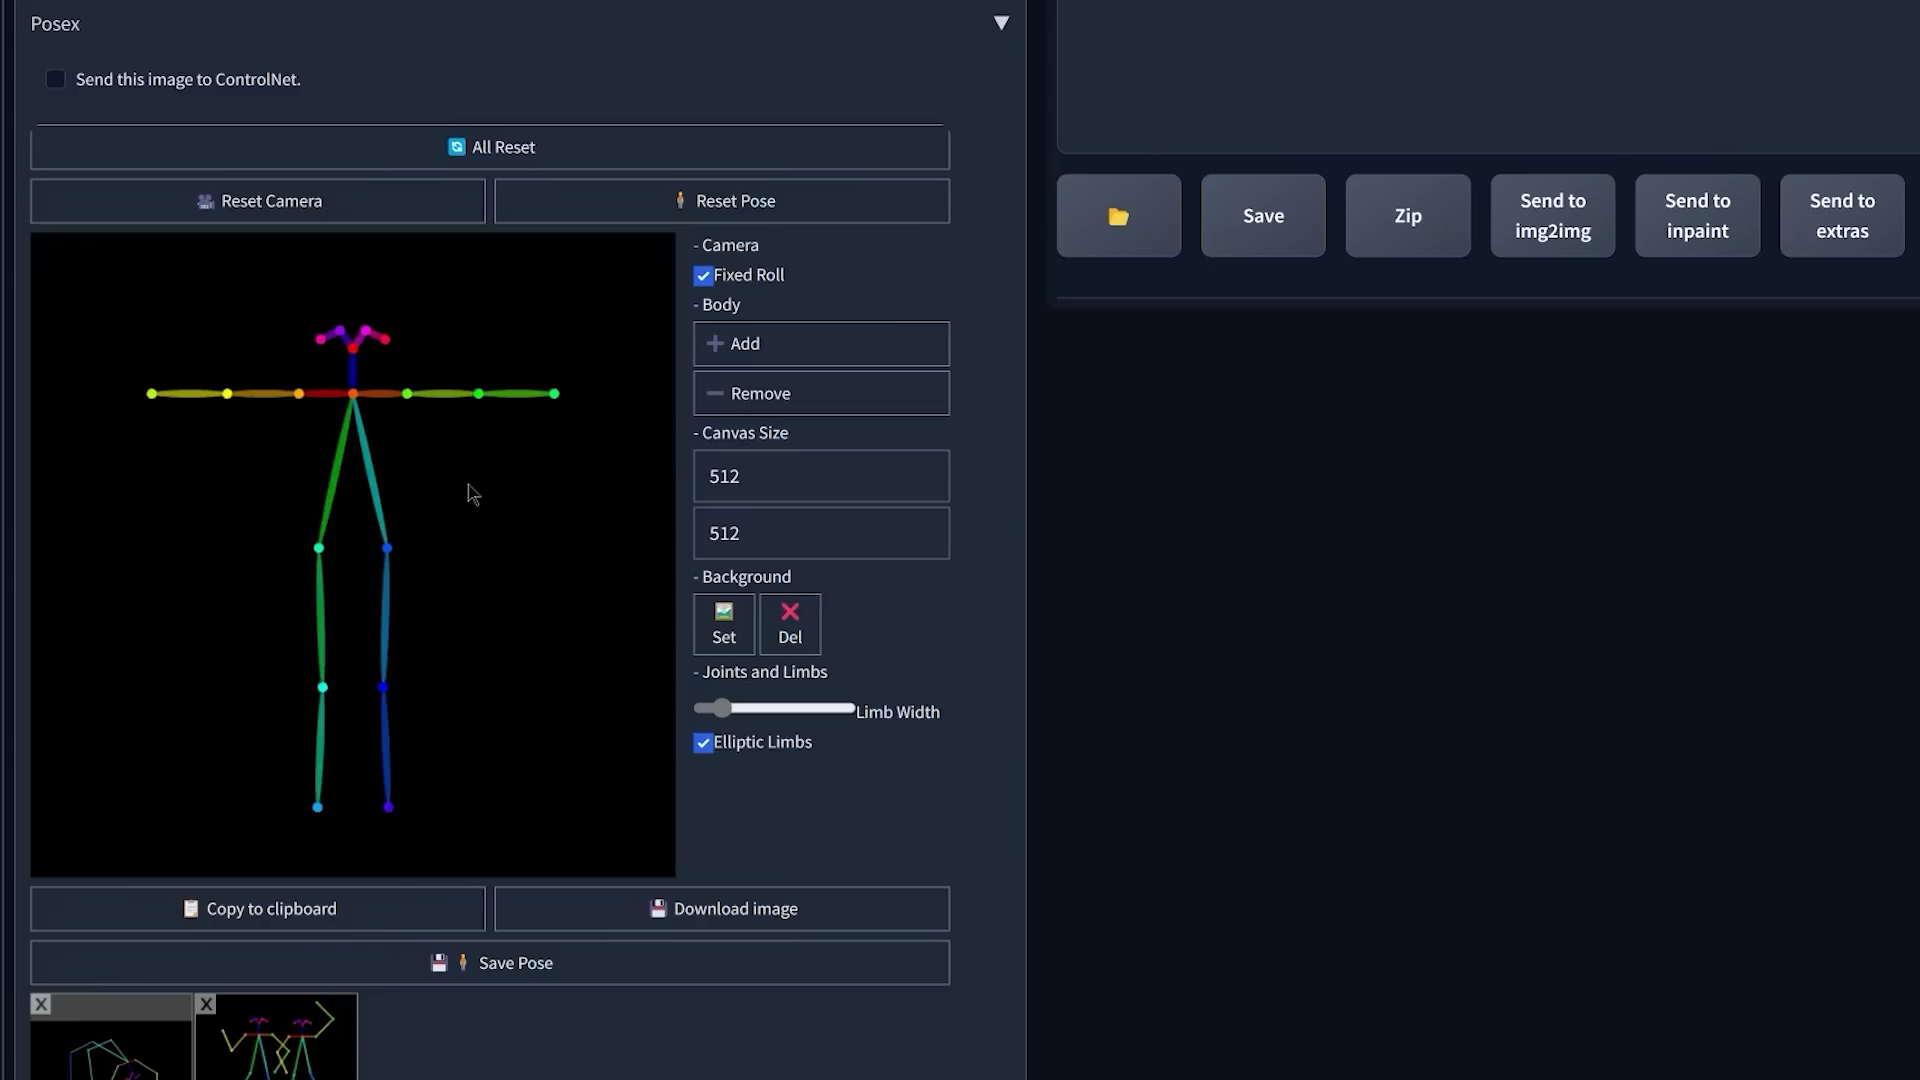 Posex
Send this image to ControlNet.
All Reset
Reset Camera
Reset Pose
- Camera
Fixed Roll
- Body
Add
Remove
- Canvas Size
512
512
- Background
Set
Del
- Joints and Limbs
Limb Width
Elliptic Limbs
Copy to clipboard
Download image
Save Pose
X
X
Save
Zip
Send to
img2img
Send to
inpaint
Send to
extras